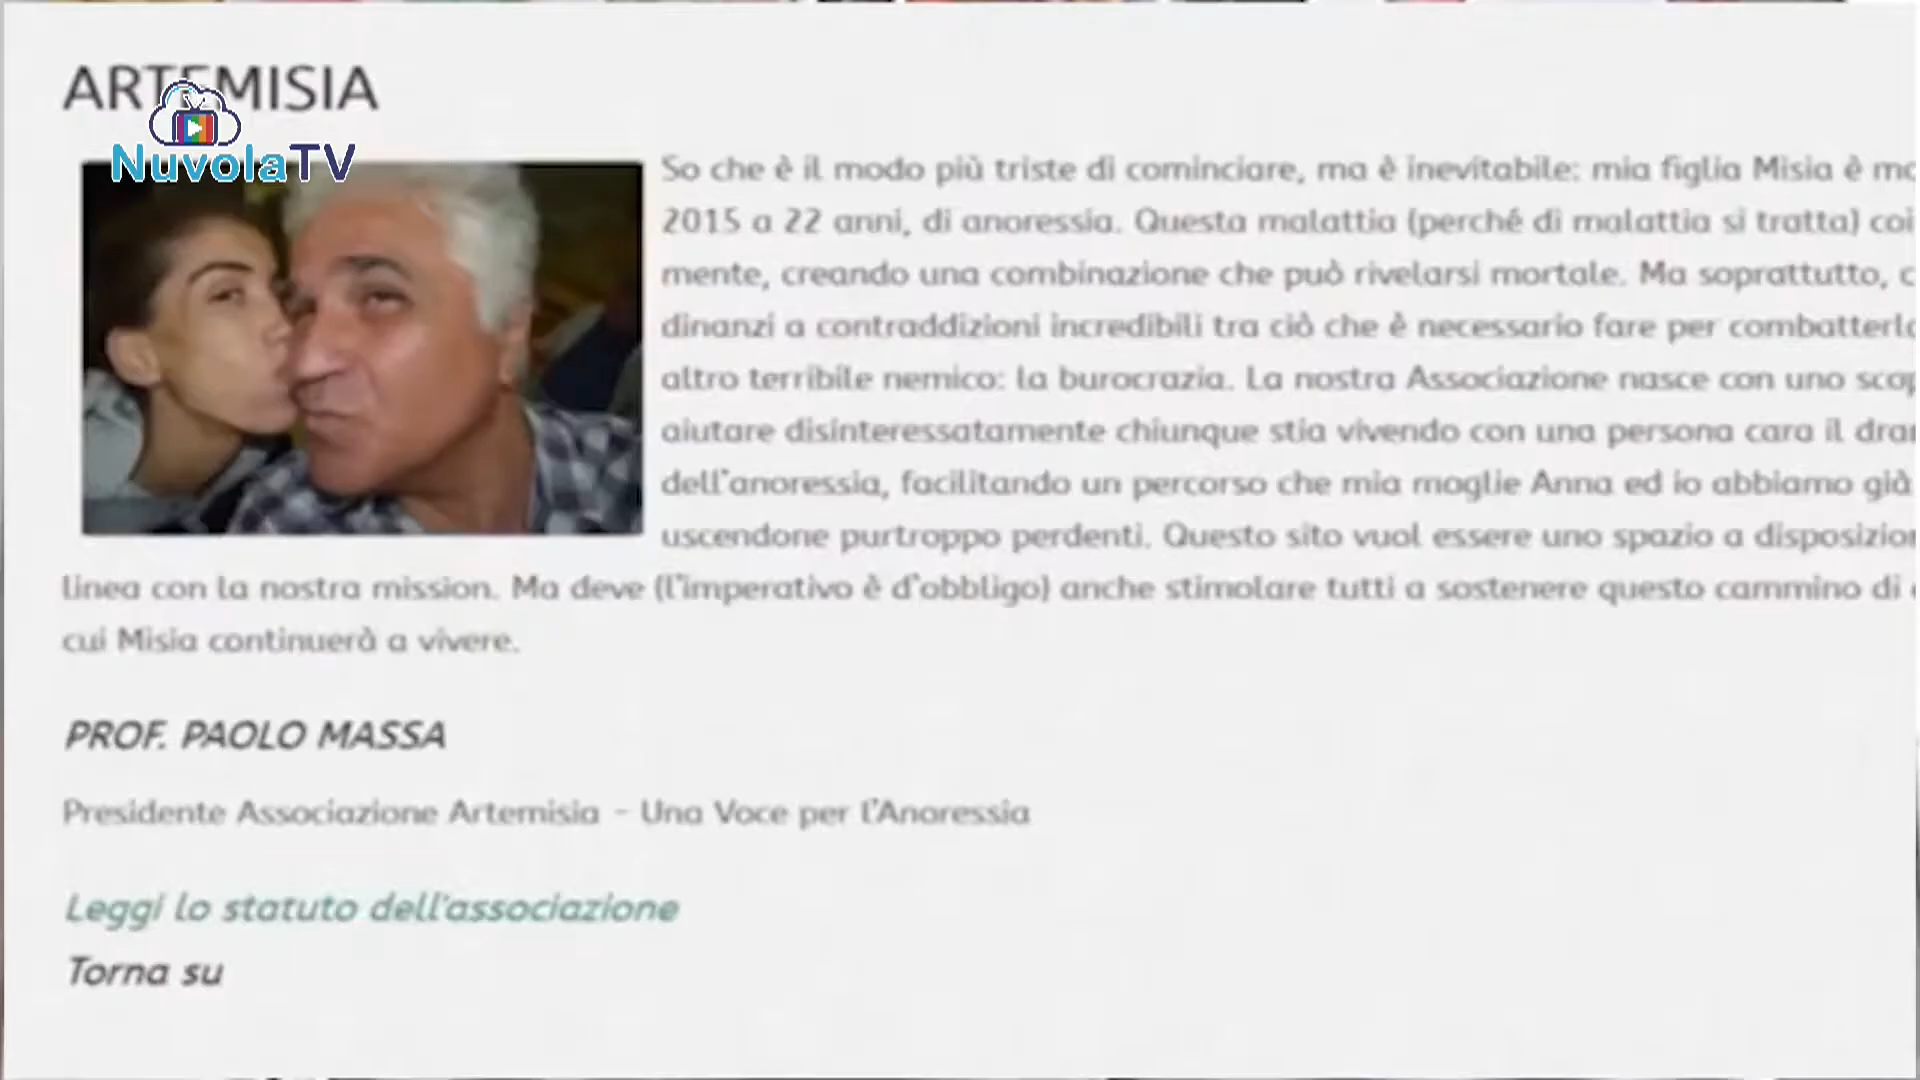 ARTEMISIA
NuvolaTV
So che è il modo più triste di cominciare, ma è inevitabile: mia figlia Misia è
2015 a 22 anni, di anoressia. Questa malattia (perché di malattia si tratta)
mente, creando una combinazione che può rivelarsi mortale. Ma soprattutto,
dinanzi a contraddizioni incredibili tra ciò che è necessario fare per
altro terribile nemico: la burocrazia. La nostra Associazione nasce con uno
aiutare disinteressatamente chiunque stia vivendo con una persona cara il
dell'anoressia, facilitando un percorso che mia moglie Anna ed io abbiamo già
uscendone purtroppo perdenti. Questo sito vuol essere uno spazio a
linea con la nostra mission. Ma deve (l'imperativo è d'obbligo) anche stimolare tutti a sostenere questo cammino di
cui Misia continuerà a vivere.
PROF. PAOLO MASSA
Presidente Associazione Artemisia - Una Voce per l'Anoressia
Leggi lo statuto dell'associazione
Torna su